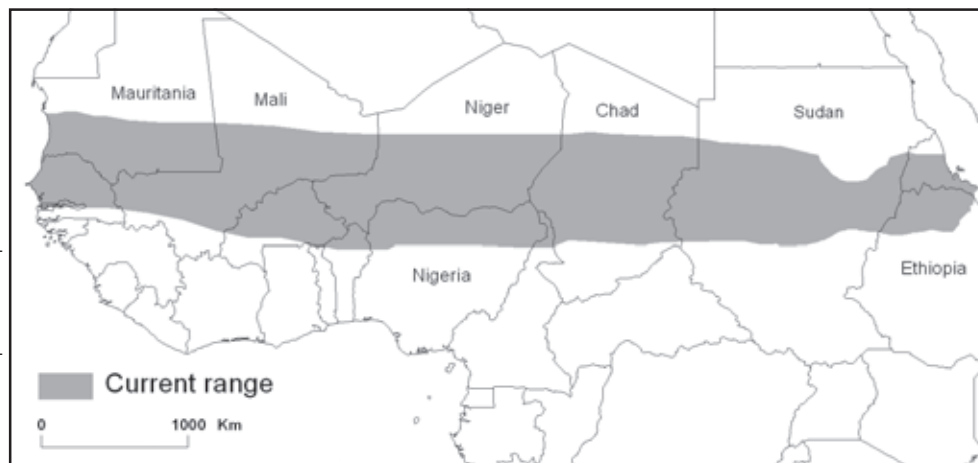 Mauritania
Mali
Niger
Chad
Sudan
Nigeria
Ethiopia
Current range
0 1000 Km